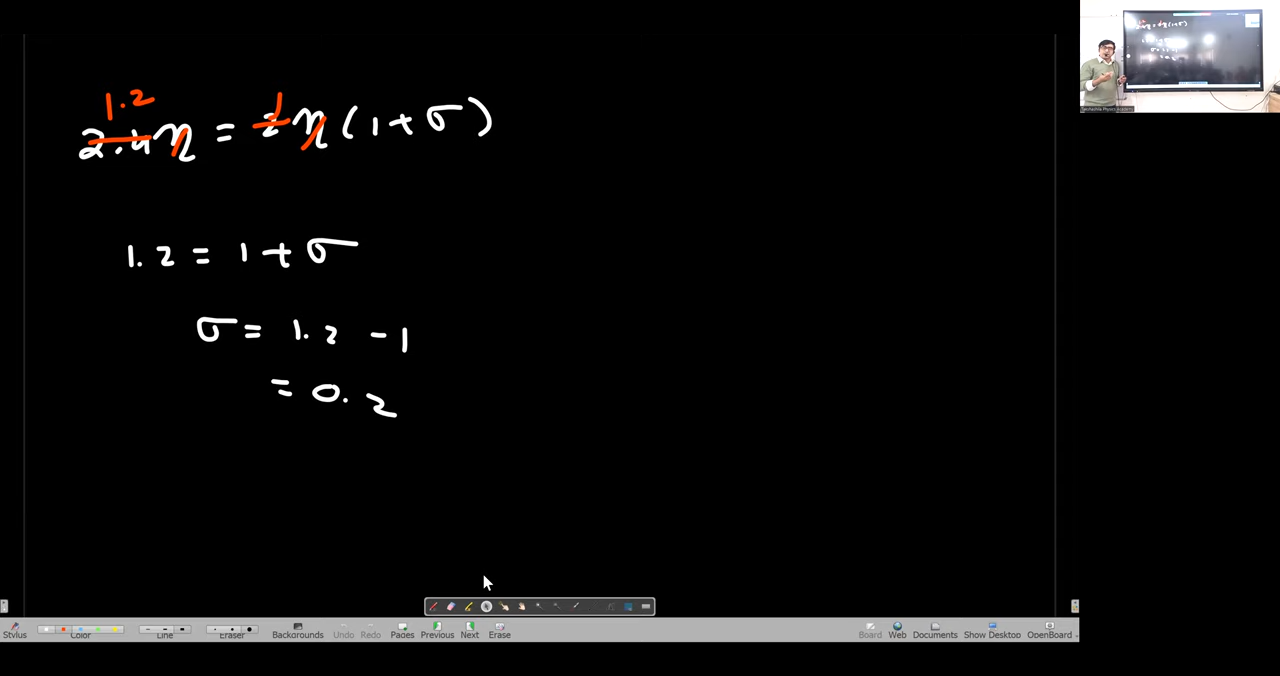 1.2 1
2.4η = 2η(1+σ)
1.2 = 1 + σ
σ = 1.2 - 1
= 0.2
Stylus Color Line Eraser Backgrounds Undo Redo Pages Previous Next Erase Board Web Documents Show Desktop OpenBoard